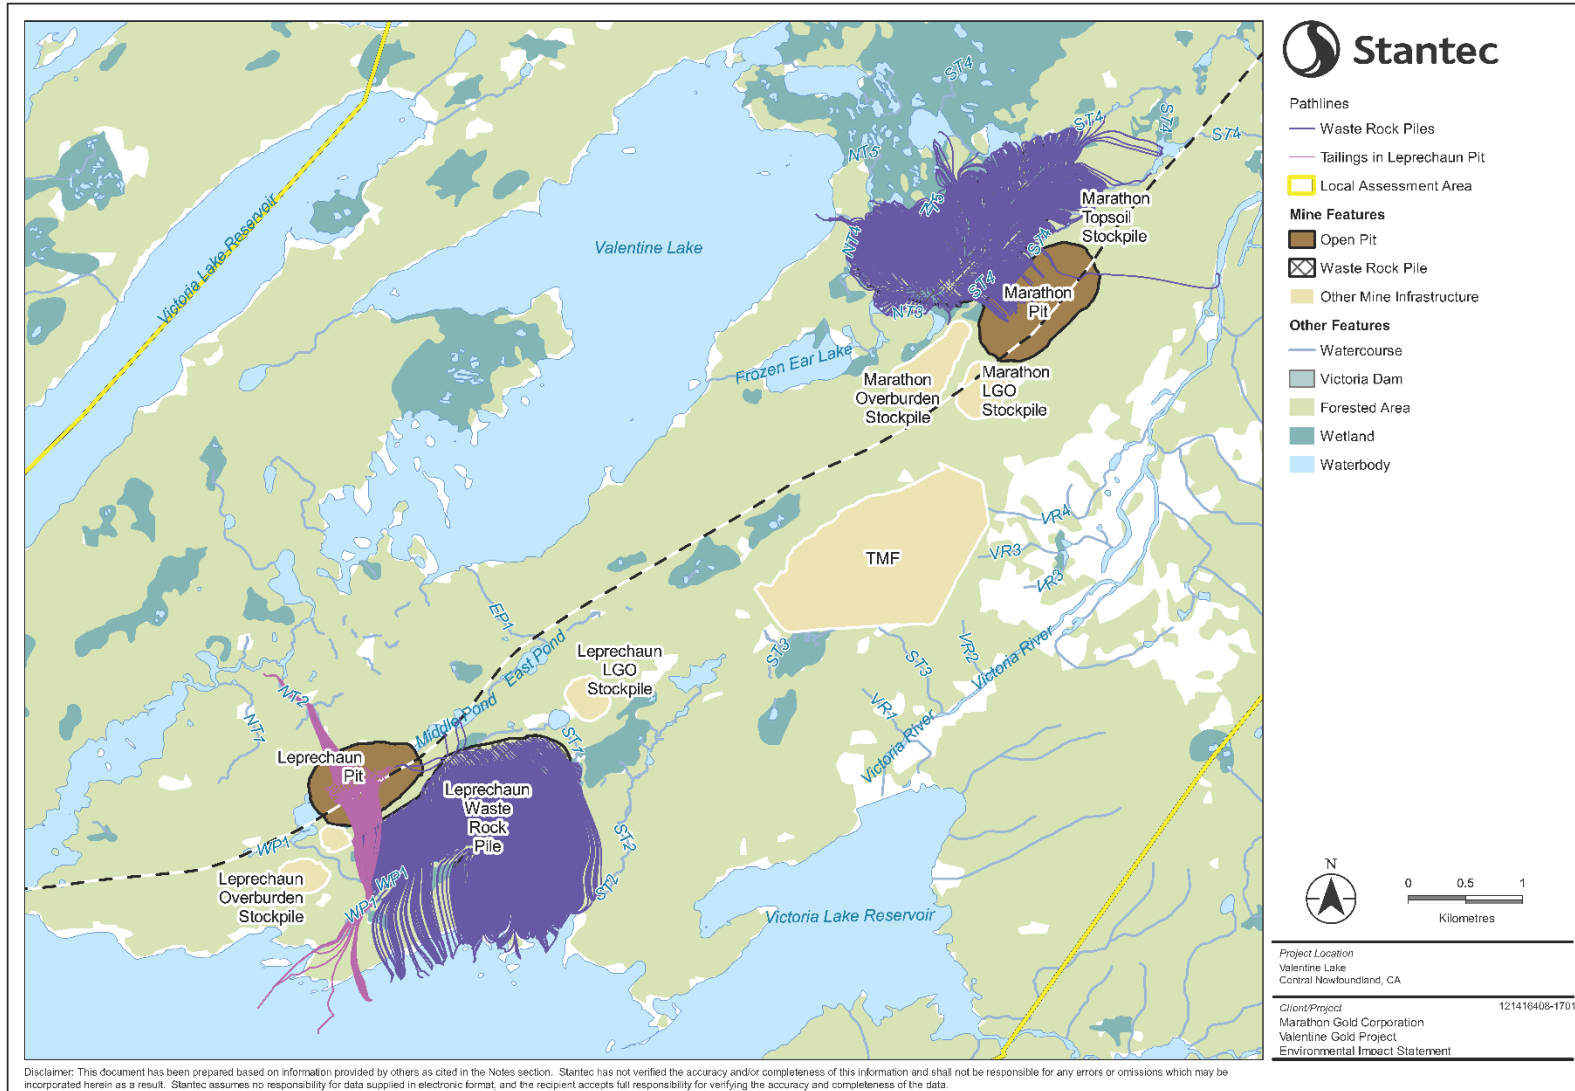 Stantec
Pathlines
Waste Rock Piles
Tailings in Leprechaun Pit
Local Assessment Area
Mine Features
Open Pit
Waste Rock Pile
Other Mine Infrastructure
Other Features
Watercourse
Victoria Dam
Forested Area
Wetland
Waterbody
ST4
ST4
ST4
ST4
NT5
Marathon
Topsoil
Stockpile
NT4
ST4
ST4
Marathon
Pit
NT3
Victoria Lake Reservoir
Valentine Lake
Frozen Ear Lake
Marathon
Overburden
Stockpile
Marathon
LGO
Stockpile
TMF
VR4
VR3
VR3
EP1
East Pond
Leprechaun
LGO
Stockpile
ST3
ST3
VR2
Victoria River
VR1
Victoria River
NT2
NT1
Middle Pond
ST1
Leprechaun
Pit
Leprechaun
Waste
Rock
Pile
WP1
ST2
ST2
WP1
WP1
Leprechaun
Overburden
Stockpile
Victoria Lake Reservoir
N
0 0.5 1
Kilometres
Project Location
Valentine Lake
Central Newfoundland, CA
Client/Project 121416408-1701
Marathon Gold Corporation
Valentine Gold Project
Environmental Impact Statement
Disclaimer: This document has been prepared based on information provided by others as cited in the Notes section. Stantec has not verified the accuracy and/or completeness of this information and shall not be responsible for any errors or omissions which may be
incorporated herein as a result. Stantec assumes no responsibility for data supplied in electronic format, and the recipient accepts full responsibility for verifying the accuracy and completeness of the data.